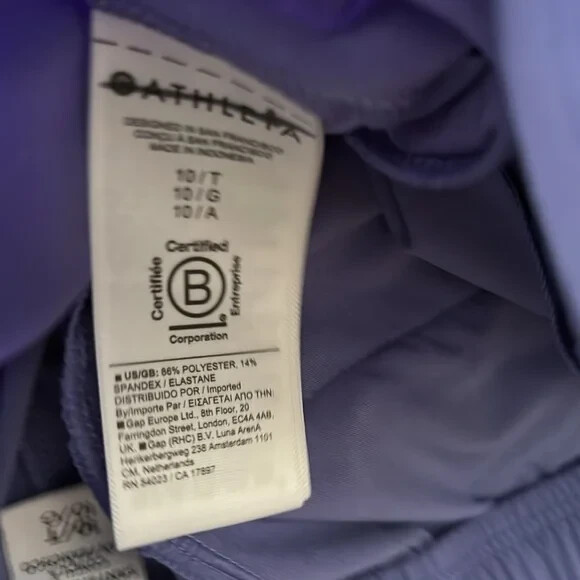 ATHLETA
DESIGNED IN SAN FRANCISCO
CONÇU À SAN FRANCISCO
MADE IN INDONESIA
10 / T
10 / G
10 / A
Certified
Certifiée
B
Entreprise
Corporation
US/GB: 86% POLYESTER, 14%
SPANDEX / ELASTANE
DISTRIBUIDO POR / Imported
By/Importe Par / ΕΙΣΑΓΕΤΑΙ ΑΠΟ ΤΗΝ:
Gap Europe Ltd., 8th Floor, 20
Farringdon Street, London, EC4A 4AB,
UK. Gap (RHC) B.V. Luna ArenA
Herikerbergweg 238 Amsterdam 1101
CM, Netherlands
RN 54023 / CA 17897